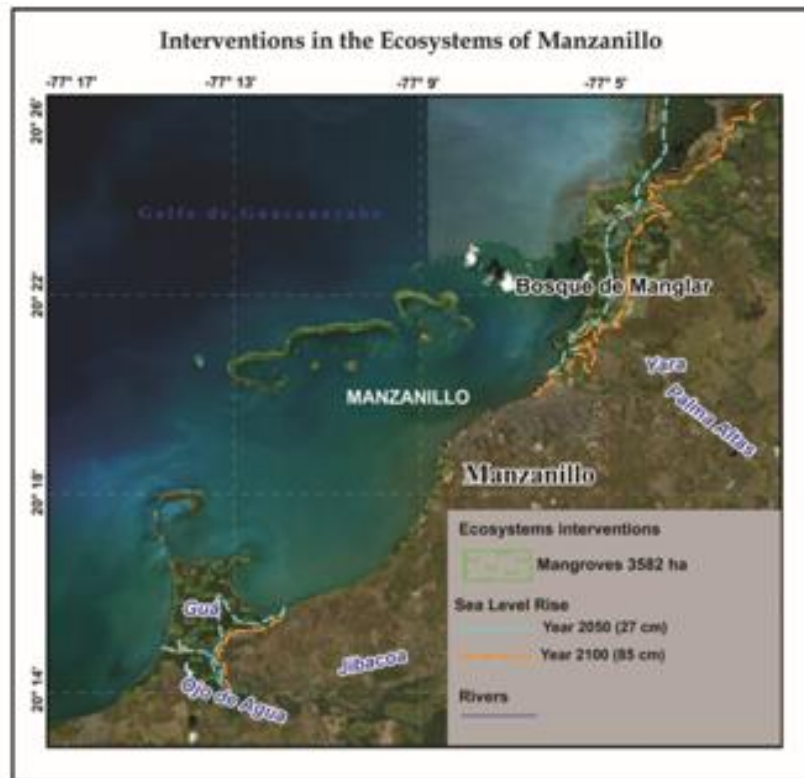 Interventions in the Ecosystems of Manzanillo
-77° 17' -77° 13' -77° 9' -77° 5'
20° 26'
Golfo de Guacanayabo
20° 22'
Bosque de Manglar
Yara
MANZANILLO
Palma Altas
20° 18'
Manzanillo
Ecosystems interventions
Mangroves 3582 ha
Sea Level Rise
Year 2050 (27 cm)
Year 2100 (85 cm)
Rivers
Gua
Jibacoa
20° 14'
Ojo de Agua